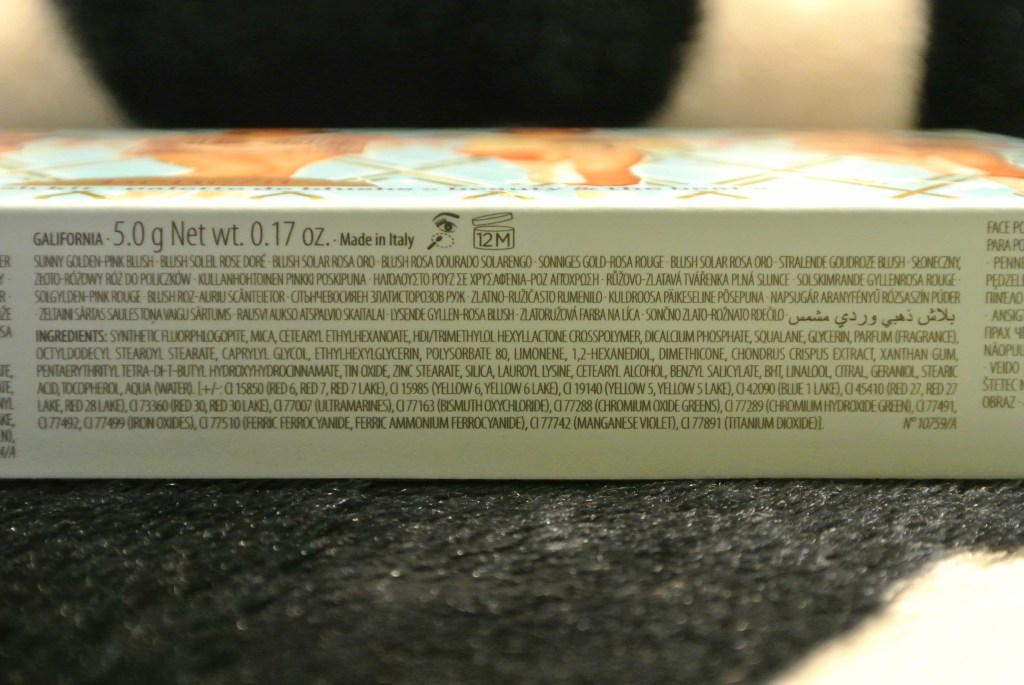 GALIFORNIA · 5.0 g Net wt. 0.17 oz. · Made in Italy 12M
SUNNY GOLDEN-PINK BLUSH · BLUSH SOLEIL ROSE DORÉ · BLUSH SOLAR ROSA ORO · BLUSH ROSA DOURADO SOLARENGO · SONNIGES GOLD-ROSA ROUGE · BLUSH SOLAR ROSA ORO · STRALENDE GOUDROZE BLUSH · SŁONECZNY,
ZŁOTO-RÓŻOWY RÓŻ DO POLICZKÓW · KULLANHOHTOINEN PINKKI POSKIPUNA · ΡΟΥΖ ΣΕ · RŮŽOVO-ZLATAVÁ TVÁŘENKA PLNÁ SLUNCE · SOLSKIMRANDE GYLLENROSA ROUGE ·
SOLGYLDEN-PINK ROUGE · BLUSH ROZ-AURIU SCÂNTEIETOR · РУЖ · ZLATNO-RUŽIČASTO RUMENILO · KULDROOSA PÄIKESELINE PÕSEPUNA · NAPSUGÁR ARANYFÉNYŰ RÓZSASZÍN PÚDER
· ZELTAINI SĀRTAS SAULES TOŅA VAIGU SĀRTUMS · RAUSVI AUKSO ATSPALVIO SKAITALAI · LYSENDE GYLLEN-ROSA BLUSH · ZLATORUŽOVÁ FARBA NA LÍCA · SONČNO ZLATO-ROŽNATO RDEČILO · بلاش ذهبي وردي مشمس
INGREDIENTS: SYNTHETIC FLUORPHLOGOPITE, MICA, CETEARYL ETHYLHEXANOATE, HDI/TRIMETHYLOL HEXYLLACTONE CROSSPOLYMER, DICALCIUM PHOSPHATE, SQUALANE, GLYCERIN, PARFUM (FRAGRANCE),
OCTYLDODECYL STEAROYL STEARATE, CAPRYLYL GLYCOL, ETHYLHEXYLGLYCERIN, POLYSORBATE 80, LIMONENE, 1,2-HEXANEDIOL, DIMETHICONE, CHONDRUS CRISPUS EXTRACT, XANTHAN GUM,
PENTAERYTHRITYL TETRA-DI-T-BUTYL HYDROXYHYDROCINNAMATE, TIN OXIDE, ZINC STEARATE, SILICA, LAUROYL LYSINE, CETEARYL ALCOHOL, BENZYL SALICYLATE, BHT, LINALOOL, CITRAL, GERANIOL, STEARIC
ACID, TOCOPHEROL, AQUA (WATER). [+/-: CI 15850 (RED 6, RED 7, RED 7 LAKE), CI 15985 (YELLOW 6, YELLOW 6 LAKE), CI 19140 (YELLOW 5, YELLOW 5 LAKE), CI 42090 (BLUE 1 LAKE), CI 45410 (RED 27, RED 27
LAKE, RED 28 LAKE), CI 73360 (RED 30, RED 30 LAKE), CI 77007 (ULTRAMARINES), CI 77163 (BISMUTH OXYCHLORIDE), CI 77288 (CHROMIUM OXIDE GREENS), CI 77289 (CHROMIUM HYDROXIDE GREEN), CI 77491,
CI 77492, CI 77499 (IRON OXIDES), CI 77510 (FERRIC FERROCYANIDE, FERRIC AMMONIUM FERROCYANIDE), CI 77742 (MANGANESE VIOLET), CI 77891 (TITANIUM DIOXIDE)].
N° 10759/A
FACE PO
PARA PO